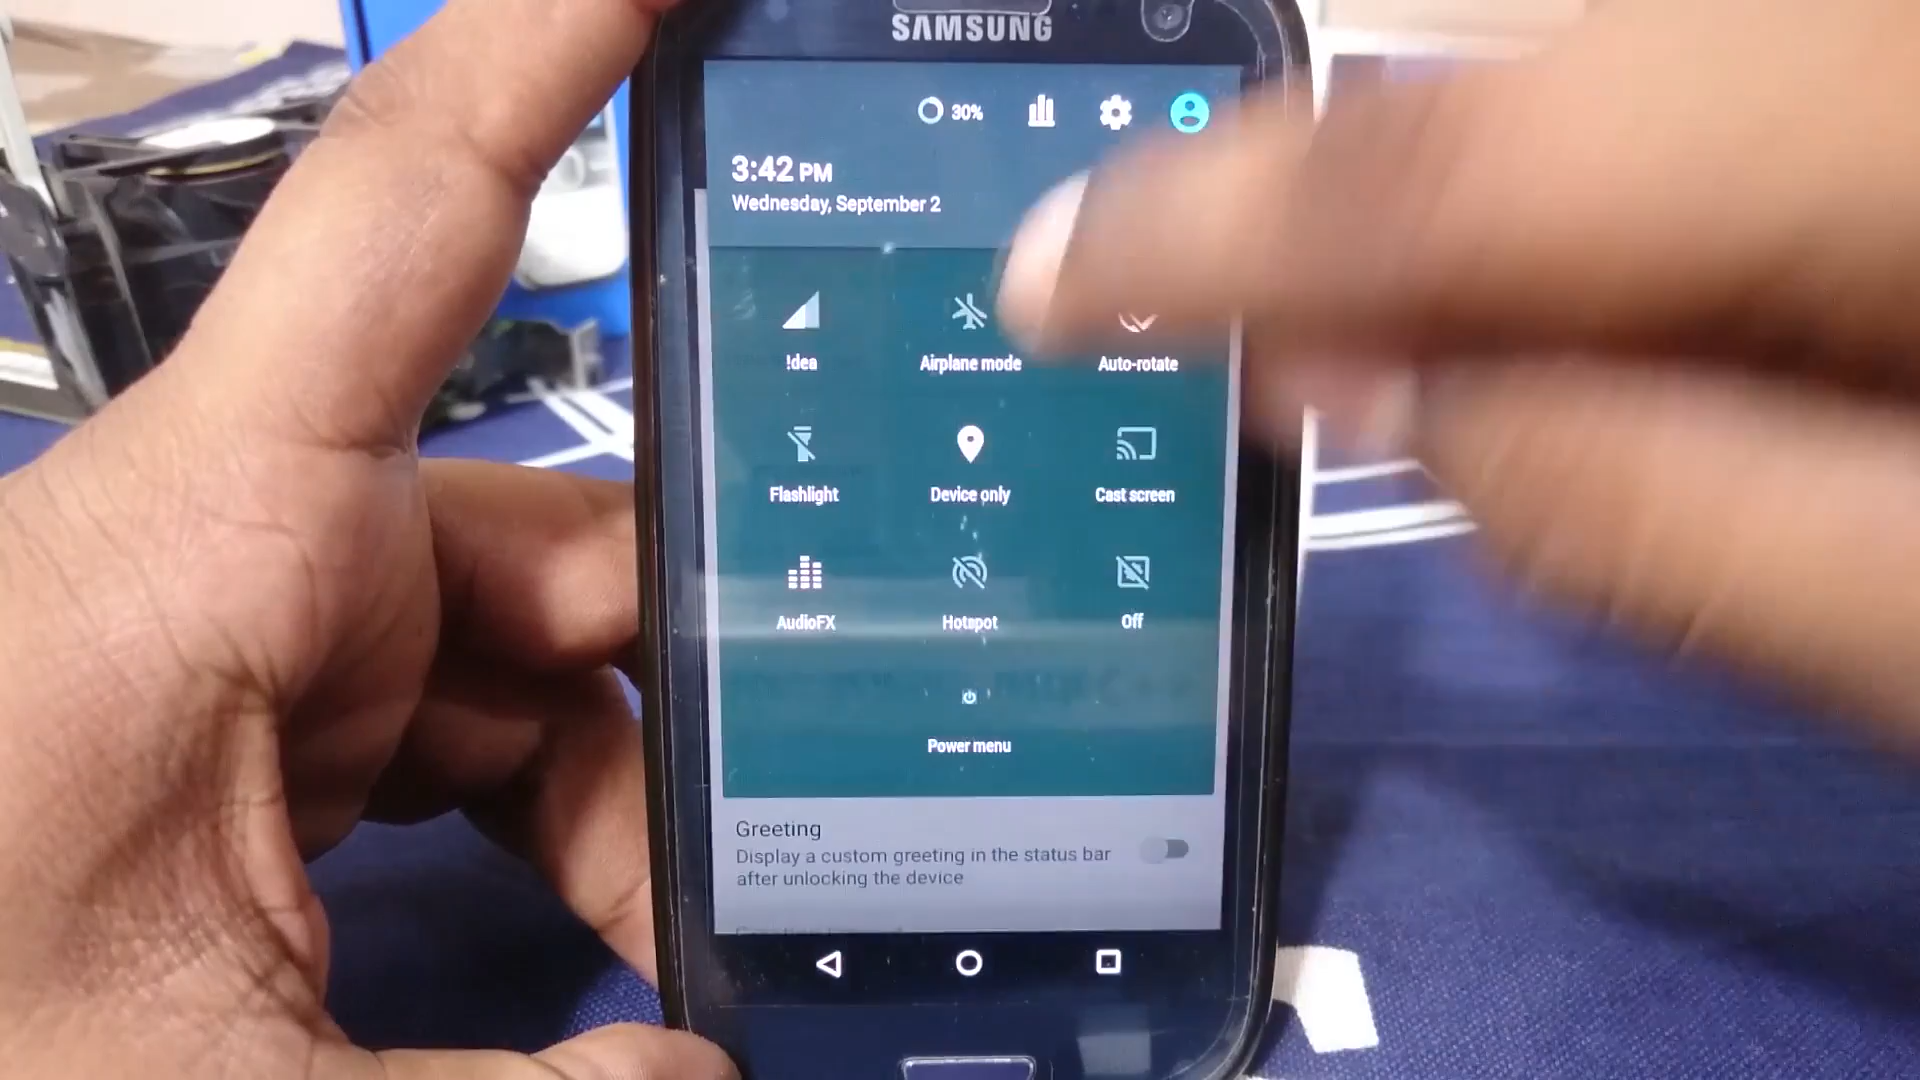 SAMSUNG
30%
3:42 PM
Wednesday, September 2
!dea
Airplane mode
Auto-rotate
Flashlight
Device only
Cast screen
AudioFX
Hotspot
Off
Power menu
Greeting
Display a custom greeting in the status bar
after unlocking the device